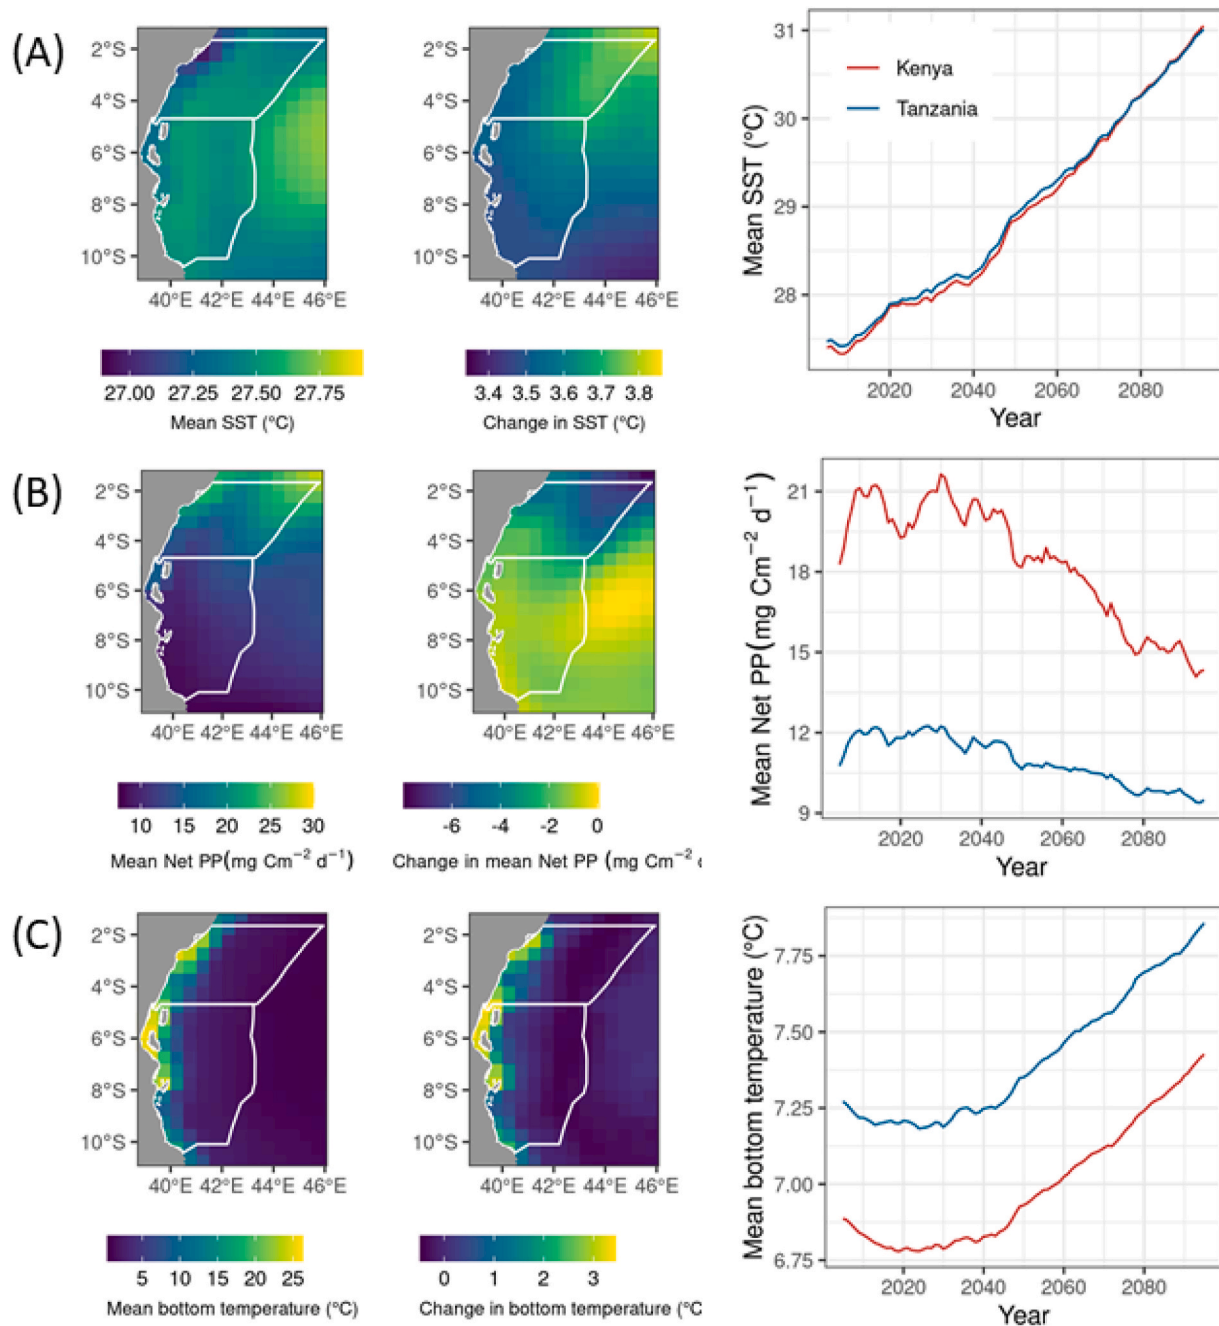 (A)
2°S
4°S
6°S
8°S
10°S
40°E 42°E 44°E 46°E
27.00 27.25 27.50 27.75
Mean SST (°C)
2°S
4°S
6°S
8°S
10°S
40°E 42°E 44°E 46°E
3.4 3.5 3.6 3.7 3.8
Change in SST (°C)
Mean SST (°C)
31
30
29
28
Kenya
Tanzania
2020 2040 2060 2080
Year
(B)
2°S
4°S
6°S
8°S
10°S
40°E 42°E 44°E 46°E
10 15 20 25 30
Mean Net PP(mg Cm⁻² d⁻¹)
2°S
4°S
6°S
8°S
10°S
40°E 42°E 44°E 46°E
-6 -4 -2 0
Change in mean Net PP (mg Cm⁻² d
Mean Net PP(mg Cm⁻² d⁻¹)
21
18
15
12
9
2020 2040 2060 2080
Year
(C)
2°S
4°S
6°S
8°S
10°S
40°E 42°E 44°E 46°E
5 10 15 20 25
Mean bottom temperature (°C)
2°S
4°S
6°S
8°S
10°S
40°E 42°E 44°E 46°E
0 1 2 3
Change in bottom temperature (°C
Mean bottom temperature (°C)
7.75
7.50
7.25
7.00
6.75
2020 2040 2060 2080
Year